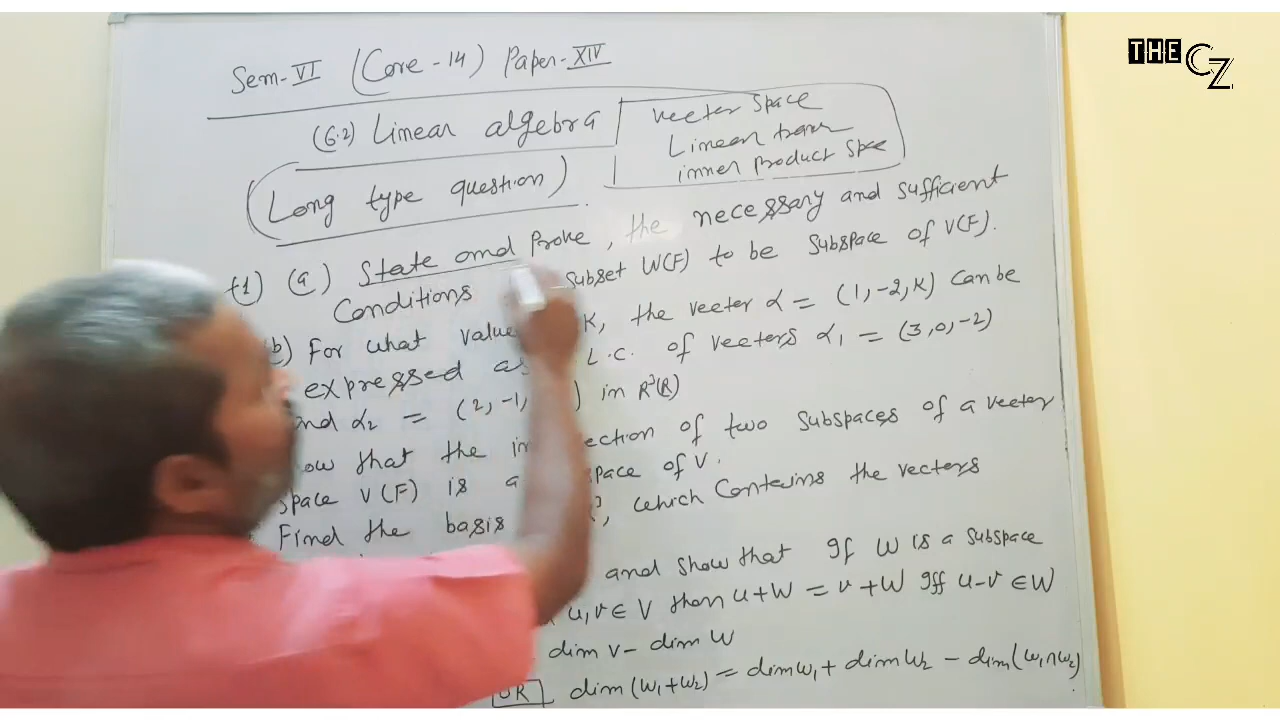 THE CZ
Sem-VI (Core-14) Paper-XIV
(6.2) Linear algebra
vector Space
Linear trans
inner product Space
(Long type question)
(1) (a) State and Prove, the necessary and sufficient
Conditions Subset W(F) to be Subspace of V(F).
(b) For what value K, the vector α = (1, -2, K) can be
expressed as L.C. of vectors α1 = (3, 0, -2)
and α2 = (2, -1, ) in R³(R)
that the ection of two Subspaces of a vector
space V(F) is a pace of V.
Find the basis , which Contains the vectors
and Show that If W is a Subspace
u, v ∈ V then u+W = v+W Iff u-v ∈ W
dim V - dim W
OR dim (W1+W2) = dim W1 + dim W2 - dim (W1∩W2)